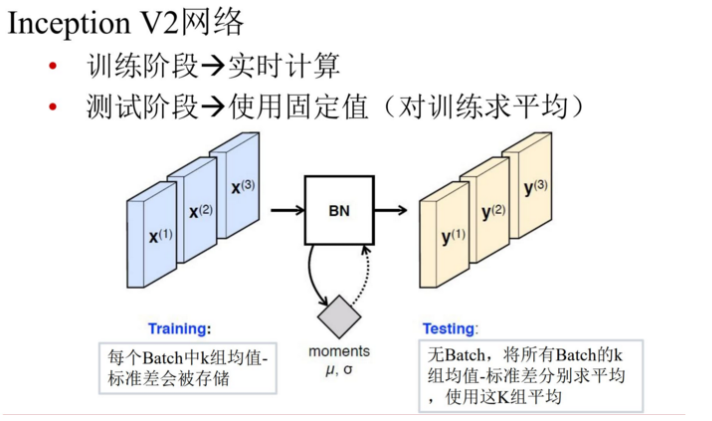 Inception V2网络
• 训练阶段→实时计算
• 测试阶段→使用固定值（对训练求平均）
x(1) x(2) x(3)
BN
y(1) y(2) y(3)
Training:
每个Batch中k组均值-
标准差会被存储
moments
μ, σ
Testing:
无Batch，将所有Batch的k
组均值-标准差分别求平均
，使用这K组平均